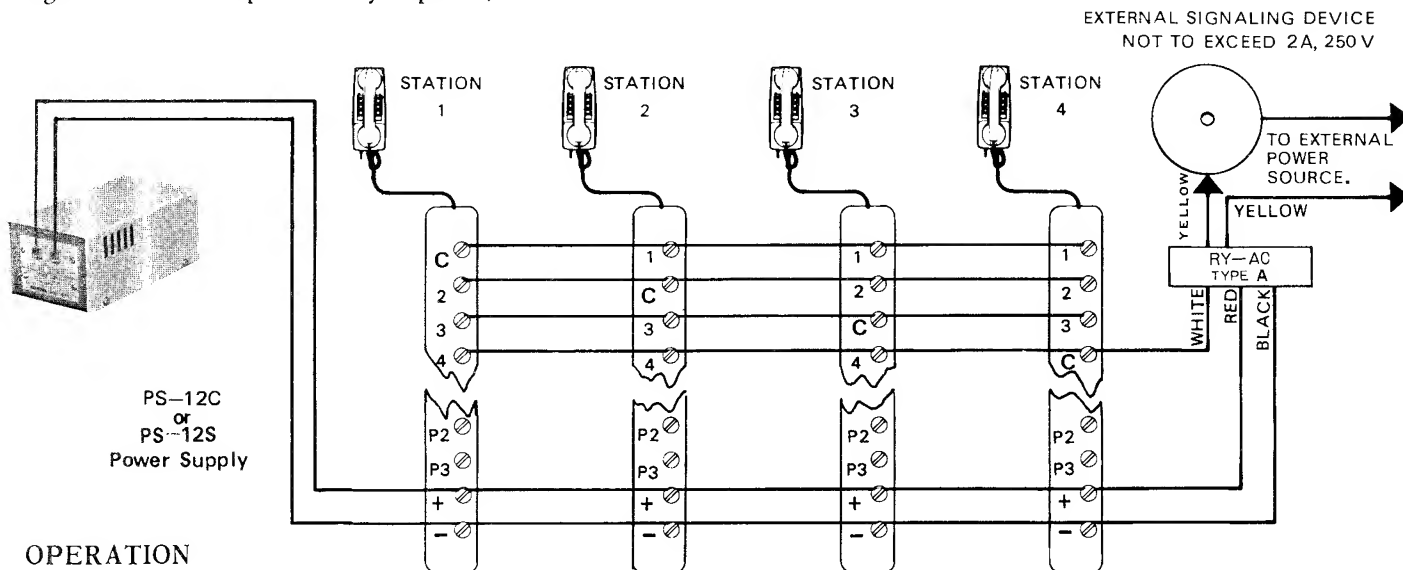 EXTERNAL SIGNALING DEVICE
NOT TO EXCEED 2A, 250 V
STATION
1
STATION
2
STATION
3
STATION
4
TO EXTERNAL
POWER
SOURCE.
YELLOW
YELLOW
RY-AC
TYPE A
WHITE
RED
BLACK
C
2
3
4
P2
P3
+
-
1
C
3
4
P2
P3
+
-
1
2
C
4
P2
P3
+
-
1
2
3
C
P2
P3
+
-
PS-12C
or
PS-12S
Power Supply
OPERATION